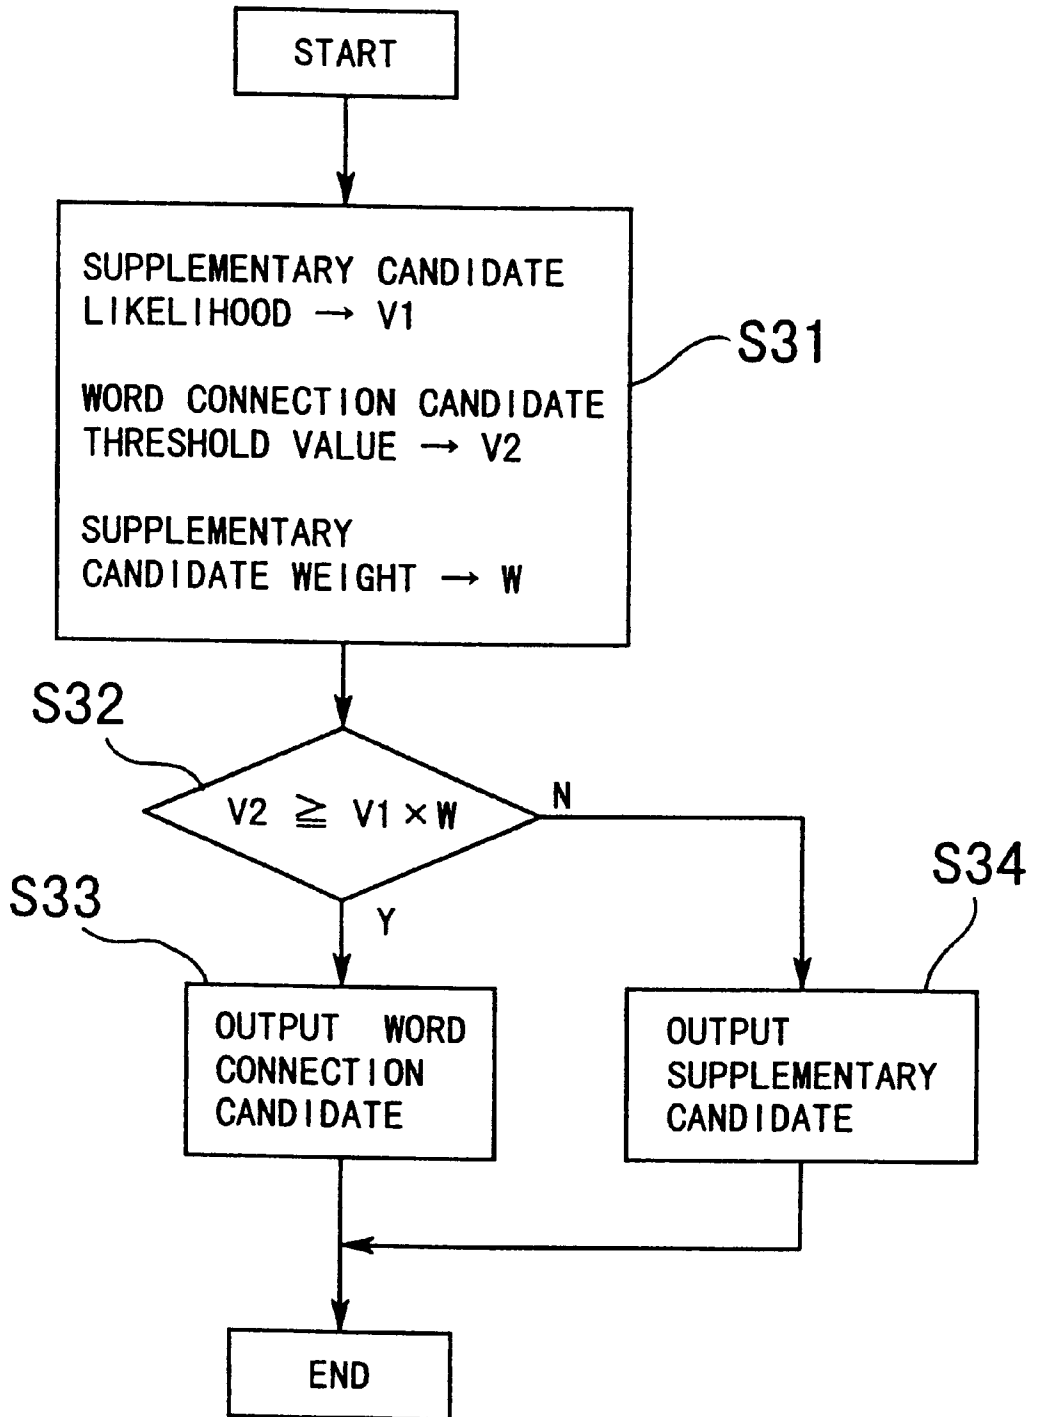 START
SUPPLEMENTARY CANDIDATE
LIKELIHOOD → V1
S31
WORD CONNECTION CANDIDATE
THRESHOLD VALUE → V2
SUPPLEMENTARY
CANDIDATE WEIGHT → W
S32
V2 ≧ V1 × W
N
S33
Y
S34
OUTPUT WORD
CONNECTION
CANDIDATE
OUTPUT
SUPPLEMENTARY
CANDIDATE
END